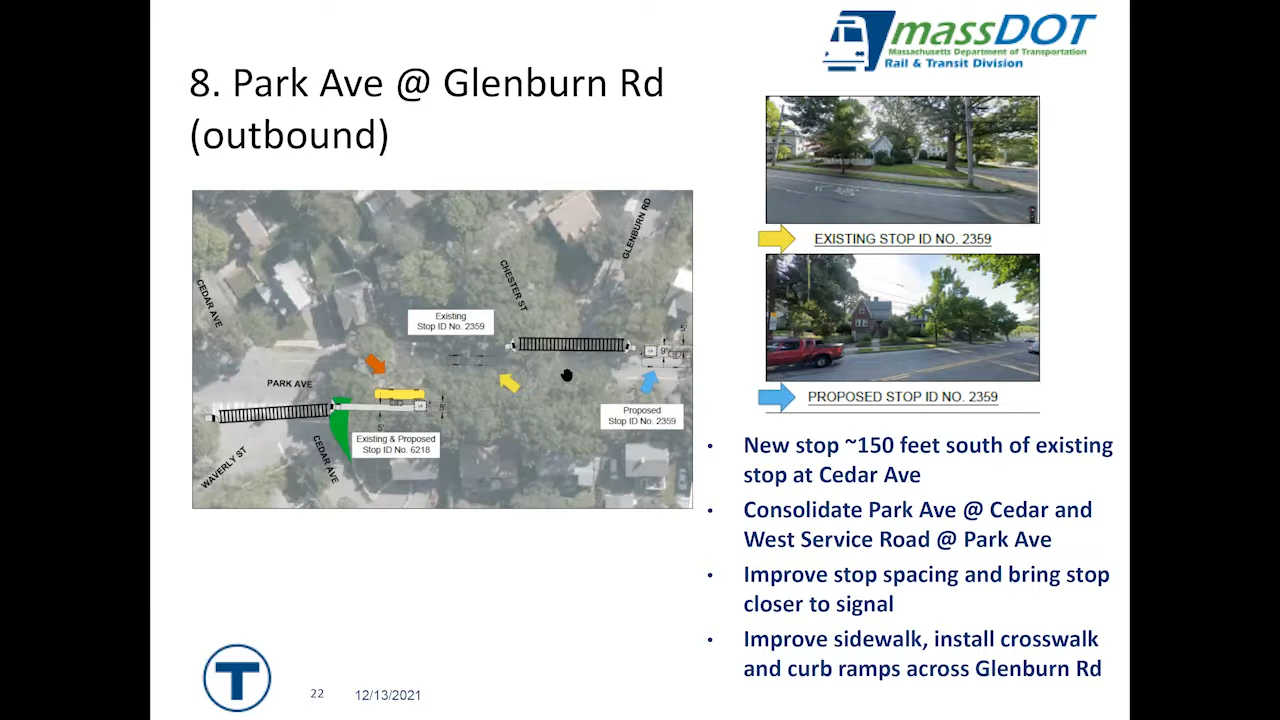 massDOT
Massachusetts Department of Transportation
Rail & Transit Division
8. Park Ave @ Glenburn Rd
(outbound)
GLENBURN RD
CHESTER ST
CEDAR AVE
Existing
Stop ID No. 2359
5'
9'
PARK AVE
8'
5'
Proposed
Stop ID No. 2359
Existing & Proposed
Stop ID No. 6218
CEDAR AVE
WAVERLY ST
EXISTING STOP ID NO. 2359
PROPOSED STOP ID NO. 2359
• New stop ~150 feet south of existing
stop at Cedar Ave
• Consolidate Park Ave @ Cedar and
West Service Road @ Park Ave
• Improve stop spacing and bring stop
closer to signal
• Improve sidewalk, install crosswalk
and curb ramps across Glenburn Rd
T
22
12/13/2021